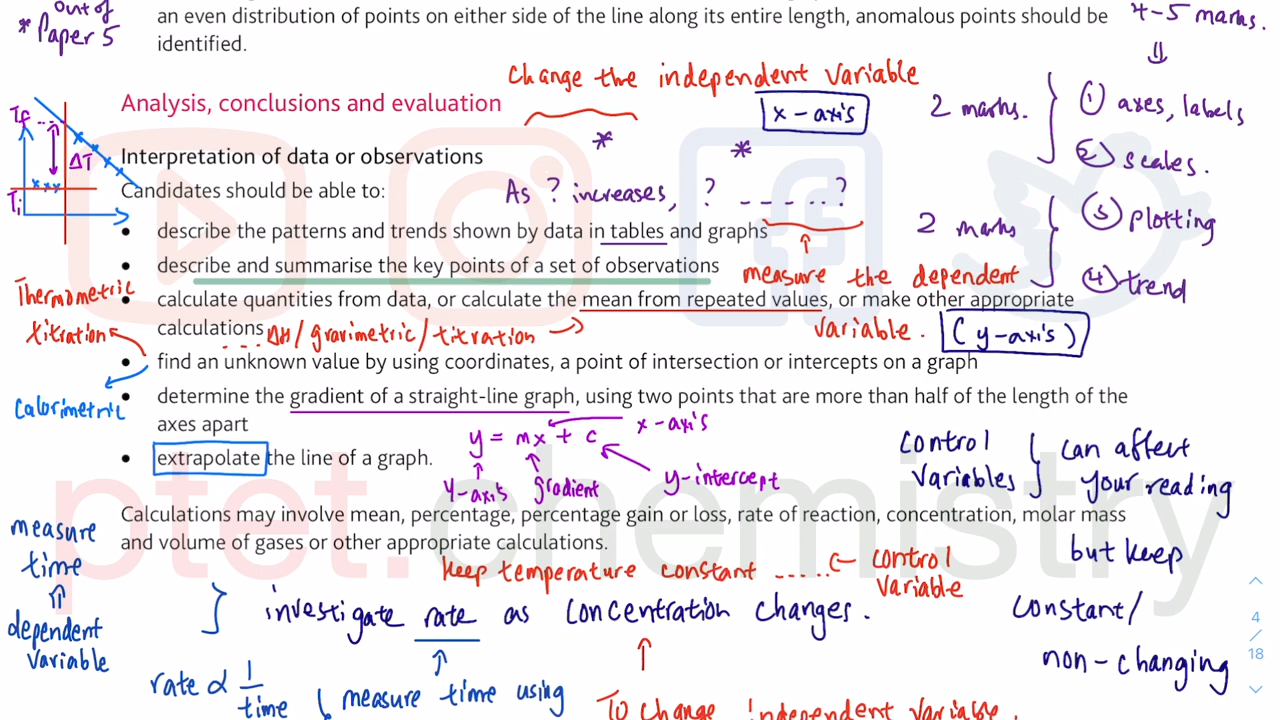 out of
* Paper 5
an even distribution of points on either side of the line along its entire length, anomalous points should be
identified.
4-5 marks.
⇓
change the independent variable
x-axis
2 marks.
① axes, labels
② scales.
2 marks
③ plotting
④ trend
Analysis, conclusions and evaluation
* *
Tf
ΔT
Ti
Interpretation of data or observations
Candidates should be able to:
As ? increases, ? -----?
• describe the patterns and trends shown by data in tables and graphs
• describe and summarise the key points of a set of observations
measure the dependent
variable. (y-axis)
• calculate quantities from data, or calculate the mean from repeated values, or make other appropriate
calculations
.... ΔH/gravimetric/titration
Thermometric
titration
• find an unknown value by using coordinates, a point of intersection or intercepts on a graph
Calorimetric
• determine the gradient of a straight-line graph, using two points that are more than half of the length of the
axes apart
y = mx + c
x-axis
y-axis
gradient
y-intercept
• extrapolate the line of a graph.
control
variables
can affect
your reading
but keep
constant/
non-changing
ptet.chemistry
Calculations may involve mean, percentage, percentage gain or loss, rate of reaction, concentration, molar mass
and volume of gases or other appropriate calculations.
keep temperature constant .....
control
variable
measure
time
⇑
dependent
variable
investigate rate as concentration changes.
rate ∝ 1/time
measure time using
To change independent variable.
4
/
18